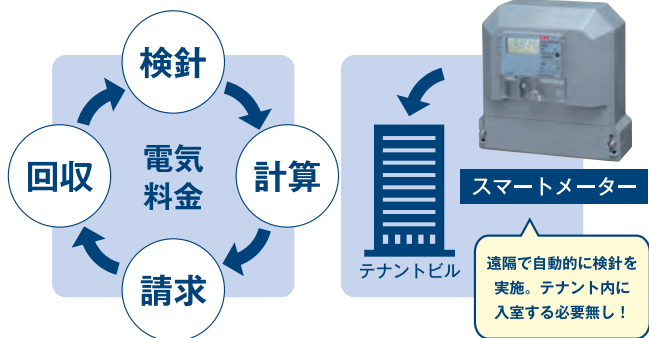 検針
計算
請求
回収
電気
料金
テナントビル
スマートメーター
遠隔で自動的に検針を
実施。テナント内に
入室する必要無し！